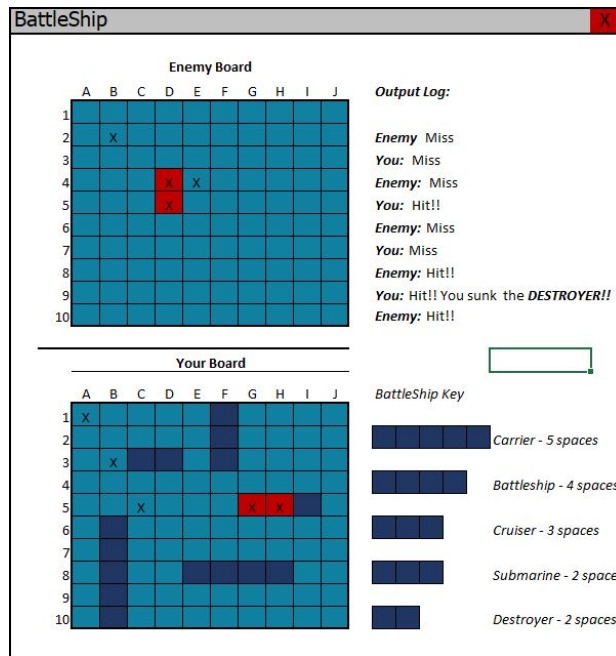 BattleShip X
Enemy Board
A B C D E F G H I J
Output Log:
1
2 X
Enemy Miss
3
You: Miss
4 X X
Enemy: Miss
5 X
You: Hit!!
6
Enemy: Miss
7
You: Miss
8
Enemy: Hit!!
9
You: Hit!! You sunk the DESTROYER!!
10
Enemy: Hit!!
Your Board
A B C D E F G H I J
BattleShip Key
1 X
2
Carrier - 5 spaces
3 X
4
Battleship - 4 spaces
5 X X X
6
Cruiser - 3 spaces
7
8
Submarine - 2 space
9
10
Destroyer - 2 spaces